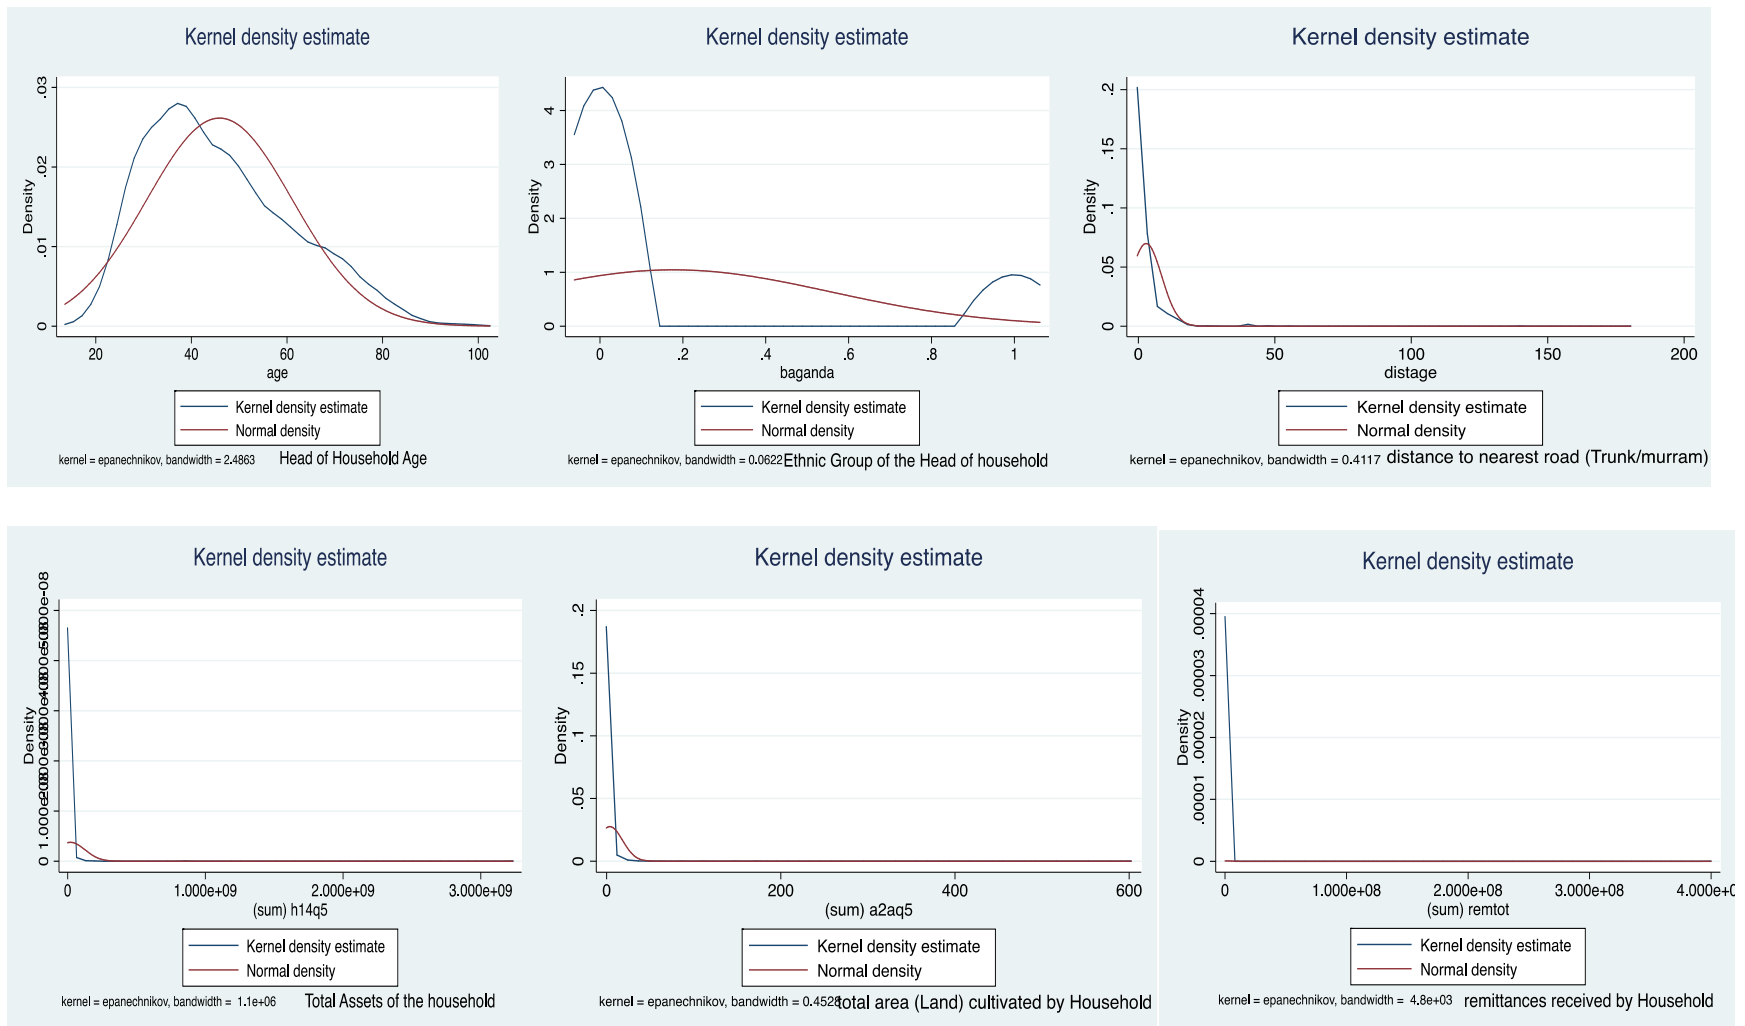 Kernel density estimate
.03
.02
.01
0
Density
20 40 60 80 100
age
Kernel density estimate
Normal density
kernel = epanechnikov, bandwidth = 2.4863
Head of Household Age
Kernel density estimate
4
3
2
1
0
Density
0 .2 .4 .6 .8 1
baganda
Kernel density estimate
Normal density
kernel = epanechnikov, bandwidth = 0.0622
Ethnic Group of the Head of household
Kernel density estimate
.2
.15
.1
.05
0
Density
0 50 100 150 200
distage
Kernel density estimate
Normal density
kernel = epanechnikov, bandwidth = 0.4117
distance to nearest road (Trunk/murram)
Kernel density estimate
0
Density
0 1.000e+09 2.000e+09 3.000e+09
(sum) h14q5
Kernel density estimate
Normal density
kernel = epanechnikov, bandwidth = 1.1e+06
Total Assets of the household
Kernel density estimate
.2
.15
.1
.05
0
Density
0 200 400 600
(sum) a2aq5
Kernel density estimate
Normal density
kernel = epanechnikov, bandwidth = 0.4528
total area (Land) cultivated by Household
Kernel density estimate
.00004
.00003
.00002
.00001
0
Density
0 1.000e+08 2.000e+08 3.000e+08
(sum) remtot
Kernel density estimate
Normal density
kernel = epanechnikov, bandwidth = 4.8e+03
remittances received by Household